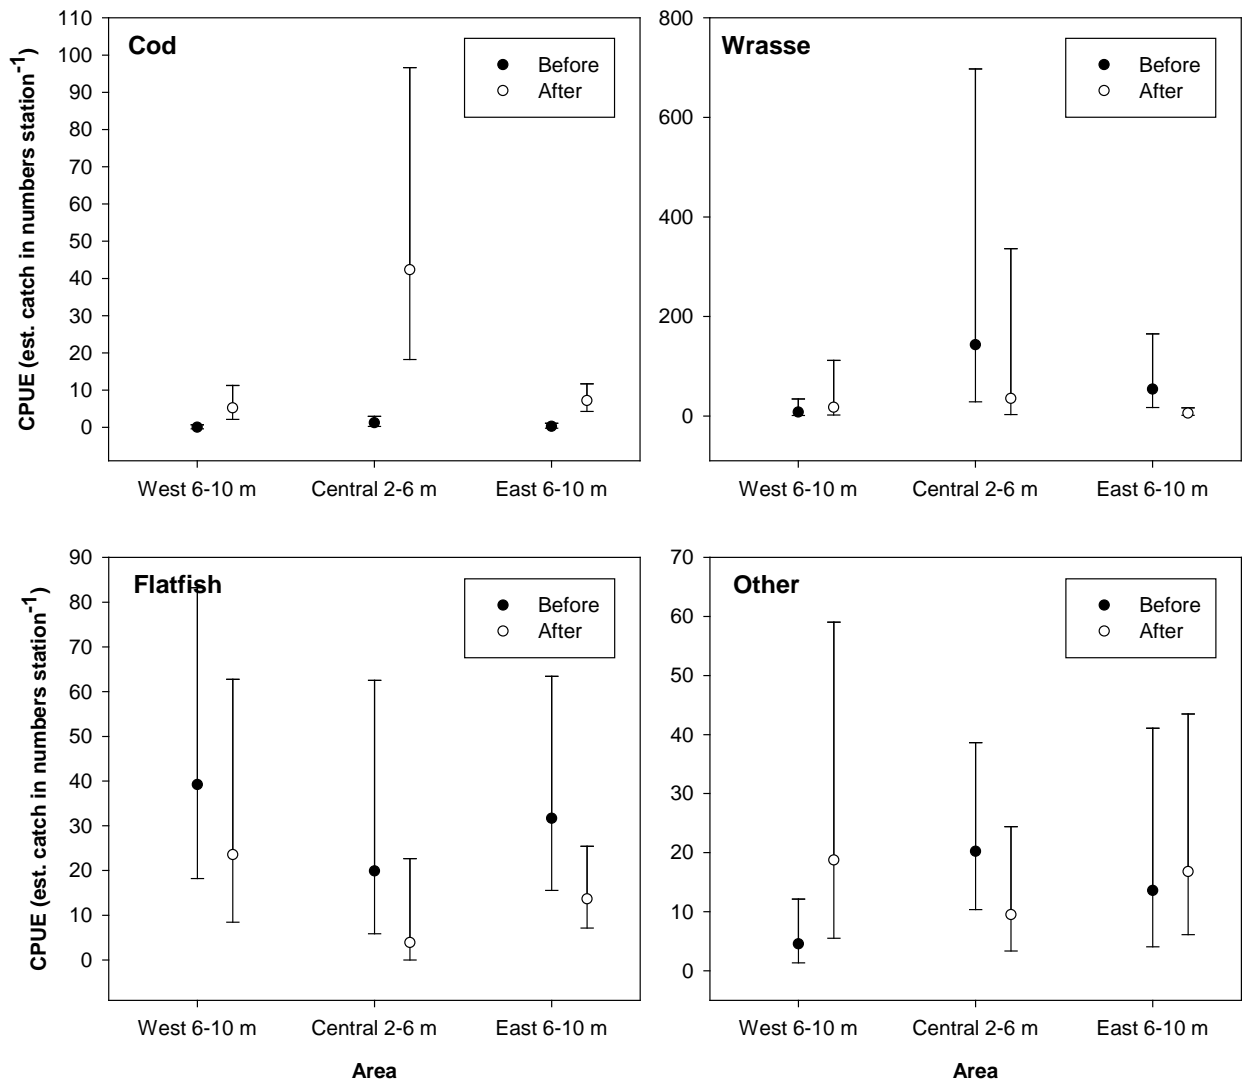 Cod
Before
After
CPUE (est. catch in numbers station-1)
110
100
90
80
70
60
50
40
30
20
10
0
West 6-10 m
Central 2-6 m
East 6-10 m
Wrasse
Before
After
800
600
400
200
0
West 6-10 m
Central 2-6 m
East 6-10 m
Flatfish
Before
After
CPUE (est. catch in numbers station-1)
90
80
70
60
50
40
30
20
10
0
West 6-10 m
Central 2-6 m
East 6-10 m
Area
Other
Before
After
70
60
50
40
30
20
10
0
West 6-10 m
Central 2-6 m
East 6-10 m
Area